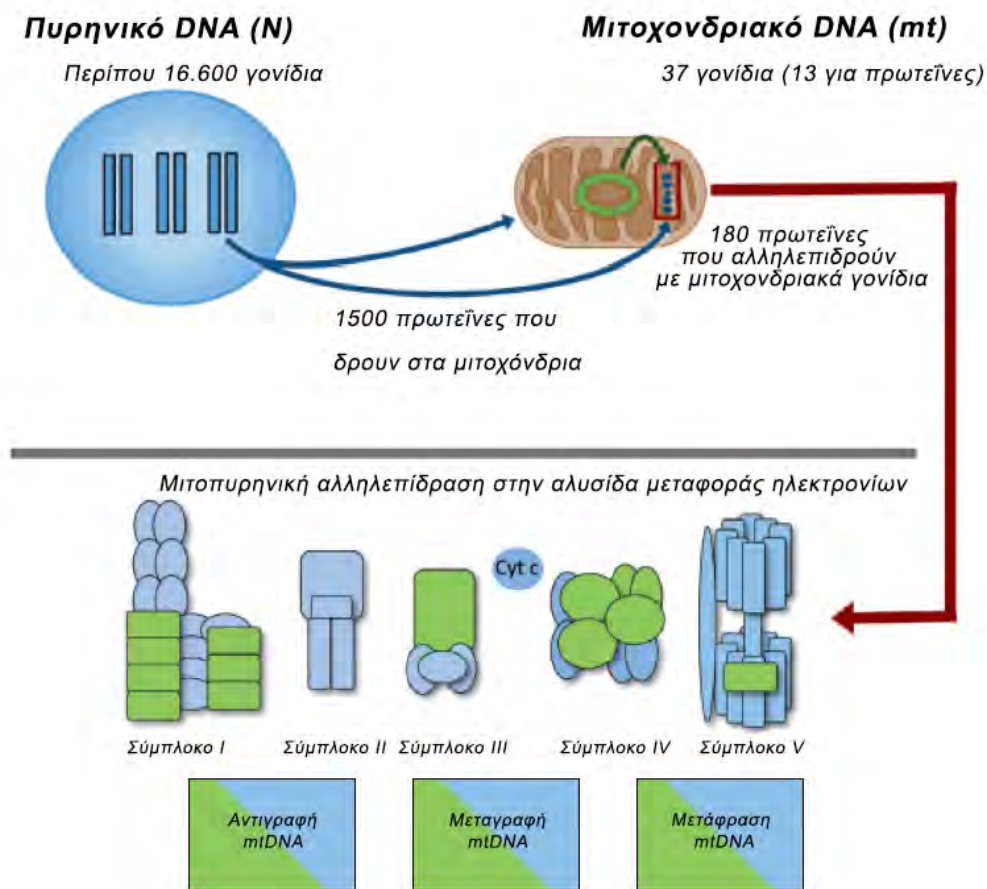 Πυρηνικό DNA (N)
Μιτοχονδριακό DNA (mt)
Περίπου 16.600 γονίδια
37 γονίδια (13 για πρωτεΐνες)
180 πρωτεΐνες
που αλληλεπιδρούν
με μιτοχονδριακά γονίδια
1500 πρωτεΐνες που
δρουν στα μιτοχόνδρια
Μιτοπυρηνική αλληλεπίδραση στην αλυσίδα μεταφοράς ηλεκτρονίων
Cyt c
Σύμπλοκο I
Σύμπλοκο II
Σύμπλοκο III
Σύμπλοκο IV
Σύμπλοκο V
Αντιγραφή
mtDNA
Μεταγραφή
mtDNA
Μετάφραση
mtDNA